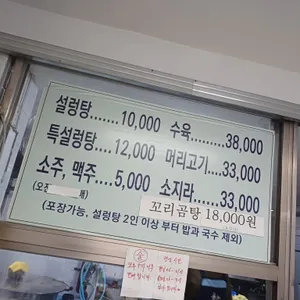 설렁탕.......10,000 수육.........38,000
특설렁탕....12,000 머리고기....33,000
소주, 맥주....5,000 소지라......33,000
꼬리곰탕 18,000원
(포장가능, 설렁탕 2인 이상 부터 밥과 국수 제외)